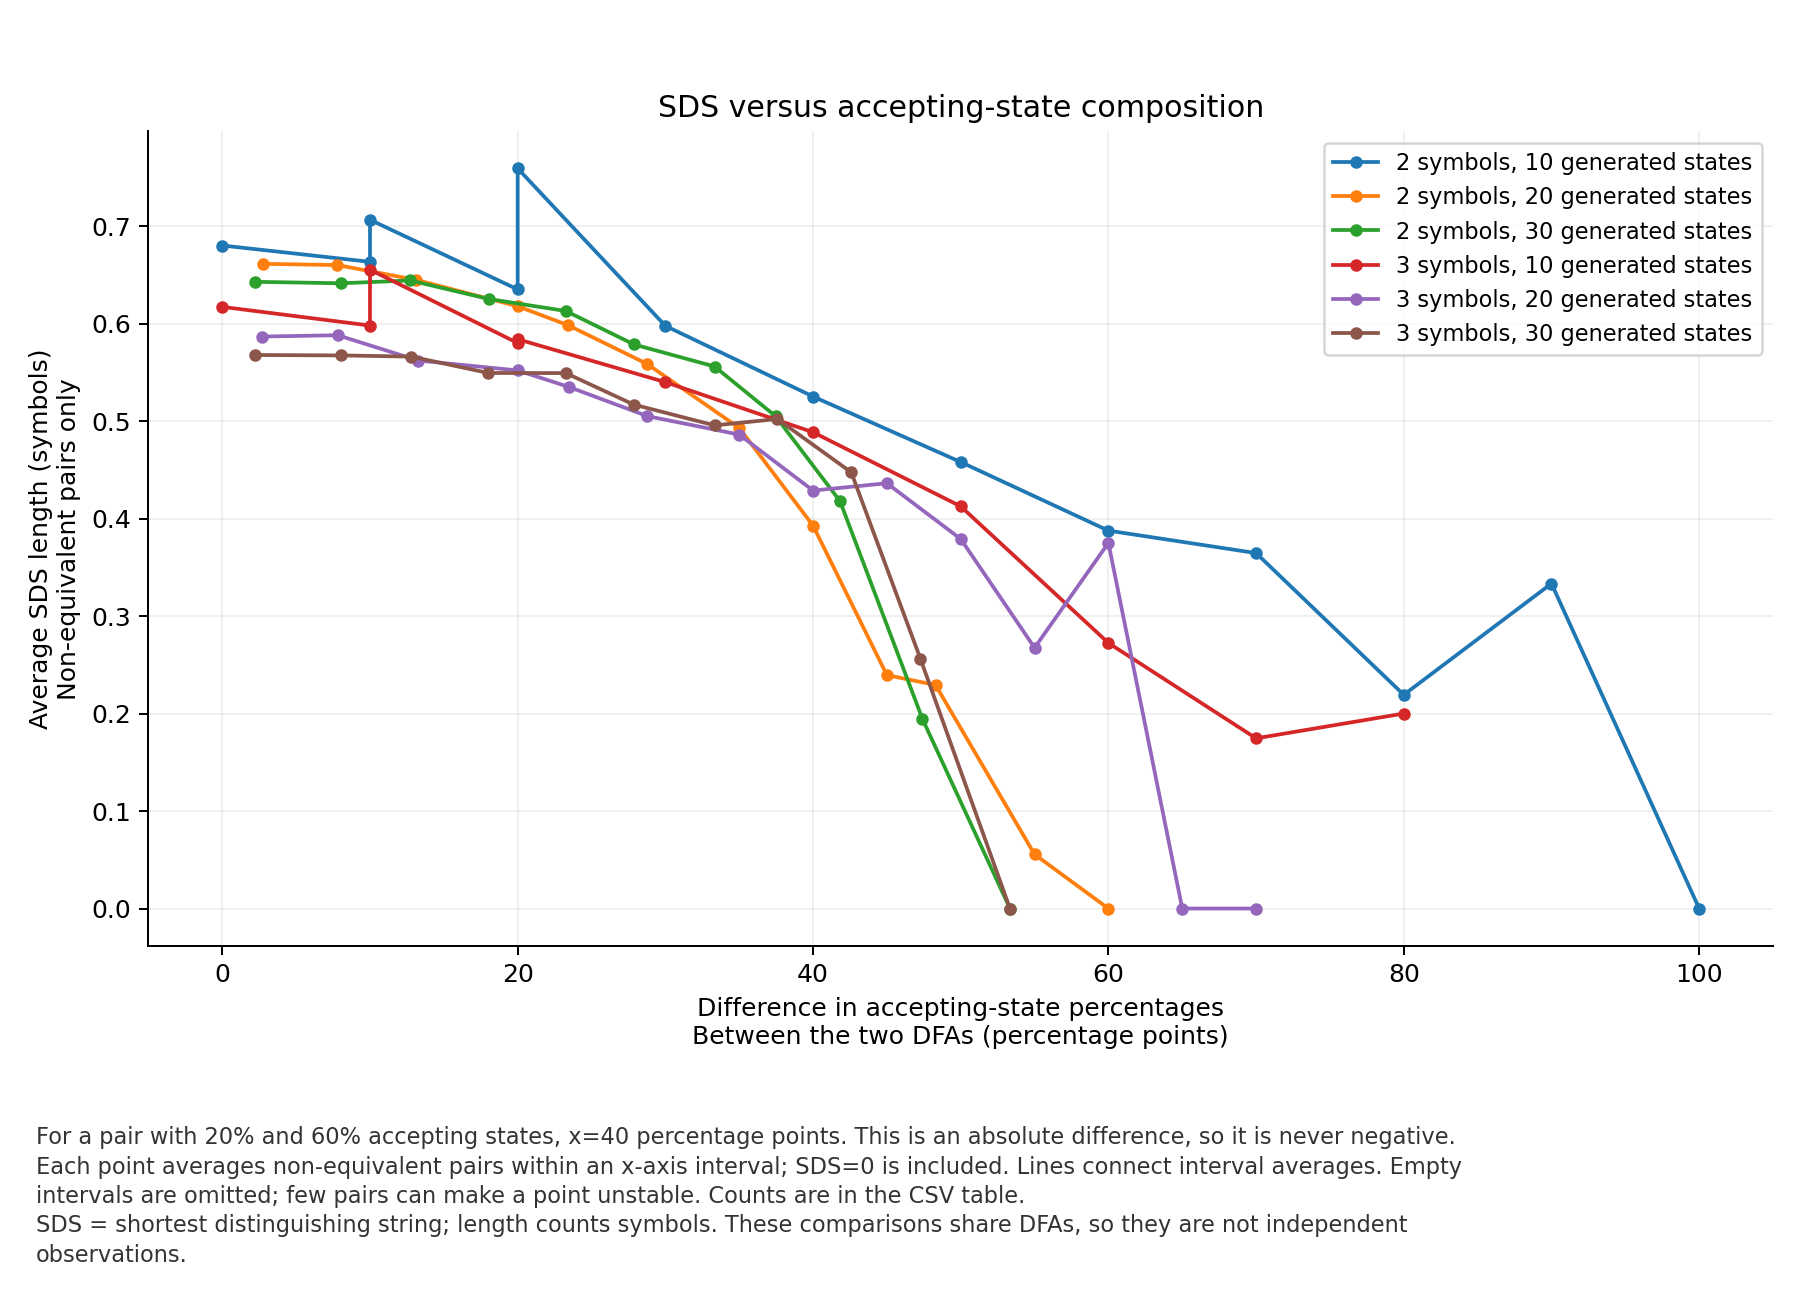 SDS versus accepting-state composition
2 symbols, 10 generated states
2 symbols, 20 generated states
2 symbols, 30 generated states
3 symbols, 10 generated states
3 symbols, 20 generated states
3 symbols, 30 generated states
Average SDS length (symbols)
Non-equivalent pairs only
0.7
0.6
0.5
0.4
0.3
0.2
0.1
0.0
0
20
40
60
80
100
Difference in accepting-state percentages
Between the two DFAs (percentage points)
For a pair with 20% and 60% accepting states, x=40 percentage points. This is an absolute difference, so it is never negative.
Each point averages non-equivalent pairs within an x-axis interval; SDS=0 is included. Lines connect interval averages. Empty
intervals are omitted; few pairs can make a point unstable. Counts are in the CSV table.
SDS = shortest distinguishing string; length counts symbols. These comparisons share DFAs, so they are not independent
observations.